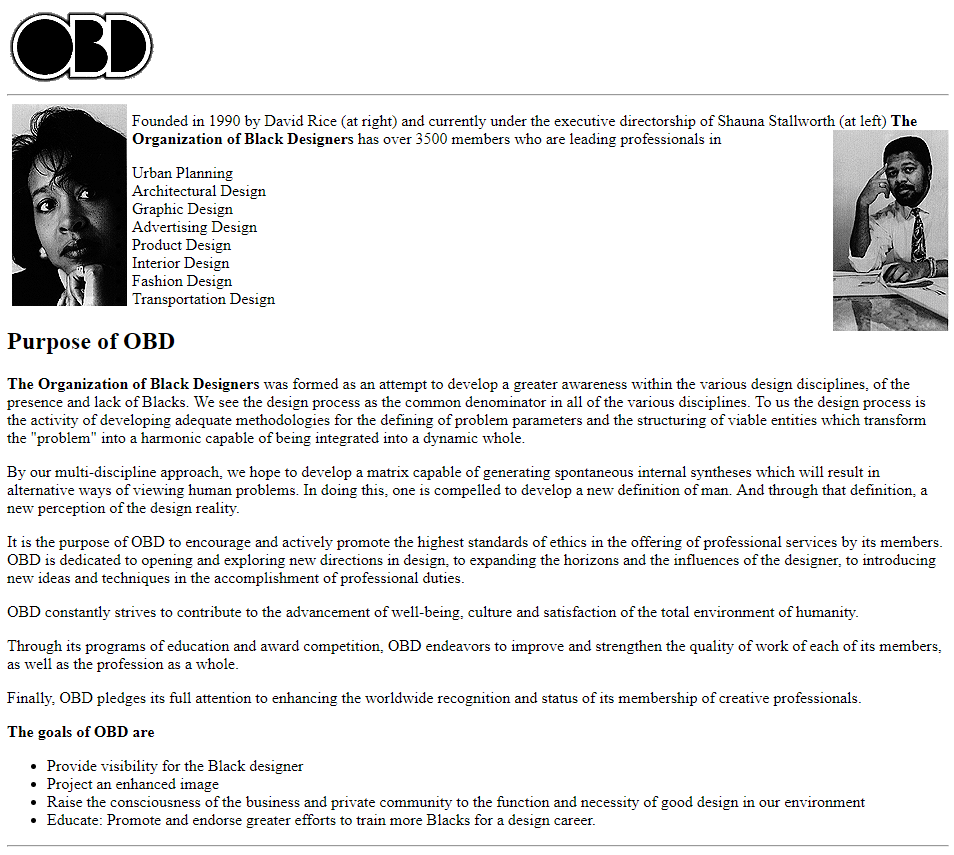 OBD
Founded in 1990 by David Rice (at right) and currently under the executive directorship of Shauna Stallworth (at left) The
Organization of Black Designers has over 3500 members who are leading professionals in
Urban Planning
Architectural Design
Graphic Design
Advertising Design
Product Design
Interior Design
Fashion Design
Transportation Design
Purpose of OBD
The Organization of Black Designers was formed as an attempt to develop a greater awareness within the various design disciplines, of the
presence and lack of Blacks. We see the design process as the common denominator in all of the various disciplines. To us the design process is
the activity of developing adequate methodologies for the defining of problem parameters and the structuring of viable entities which transform
the "problem" into a harmonic capable of being integrated into a dynamic whole.
By our multi-discipline approach, we hope to develop a matrix capable of generating spontaneous internal syntheses which will result in
alternative ways of viewing human problems. In doing this, one is compelled to develop a new definition of man. And through that definition, a
new perception of the design reality.
It is the purpose of OBD to encourage and actively promote the highest standards of ethics in the offering of professional services by its members.
OBD is dedicated to opening and exploring new directions in design, to expanding the horizons and the influences of the designer, to introducing
new ideas and techniques in the accomplishment of professional duties.
OBD constantly strives to contribute to the advancement of well-being, culture and satisfaction of the total environment of humanity.
Through its programs of education and award competition, OBD endeavors to improve and strengthen the quality of work of each of its members,
as well as the profession as a whole.
Finally, OBD pledges its full attention to enhancing the worldwide recognition and status of its membership of creative professionals.
The goals of OBD are
• Provide visibility for the Black designer
• Project an enhanced image
• Raise the consciousness of the business and private community to the function and necessity of good design in our environment
• Educate: Promote and endorse greater efforts to train more Blacks for a design career.